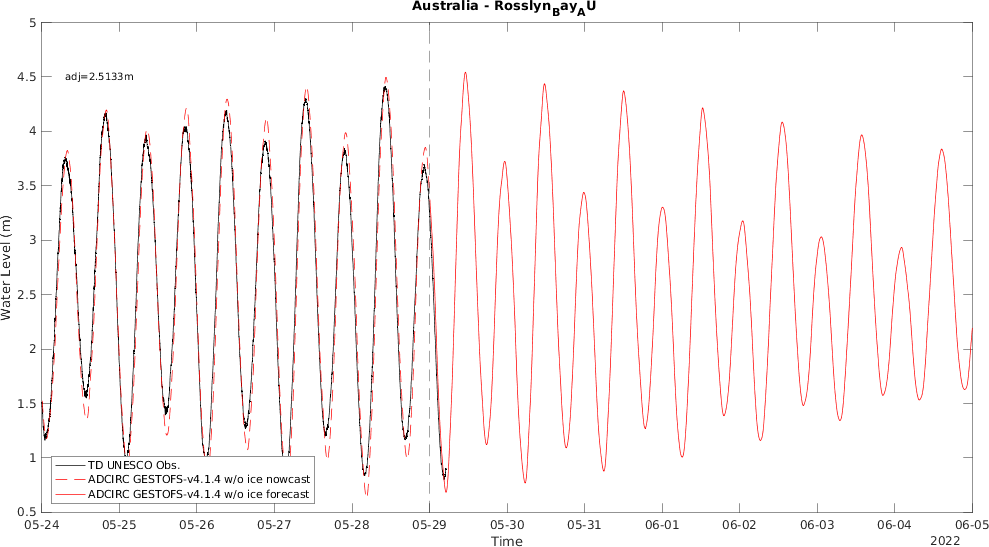 Australia - Rosslyn_Bay_AU
5
4.5
adj=2.5133m
4
3.5
3
2.5
2
1.5
1
0.5
Water Level (m)
TD UNESCO Obs.
ADCIRC GESTOFS-v4.1.4 w/o ice nowcast
ADCIRC GESTOFS-v4.1.4 w/o ice forecast
05-24 05-25 05-26 05-27 05-28 05-29 05-30 05-31 06-01 06-02 06-03 06-04 06-05
Time
2022